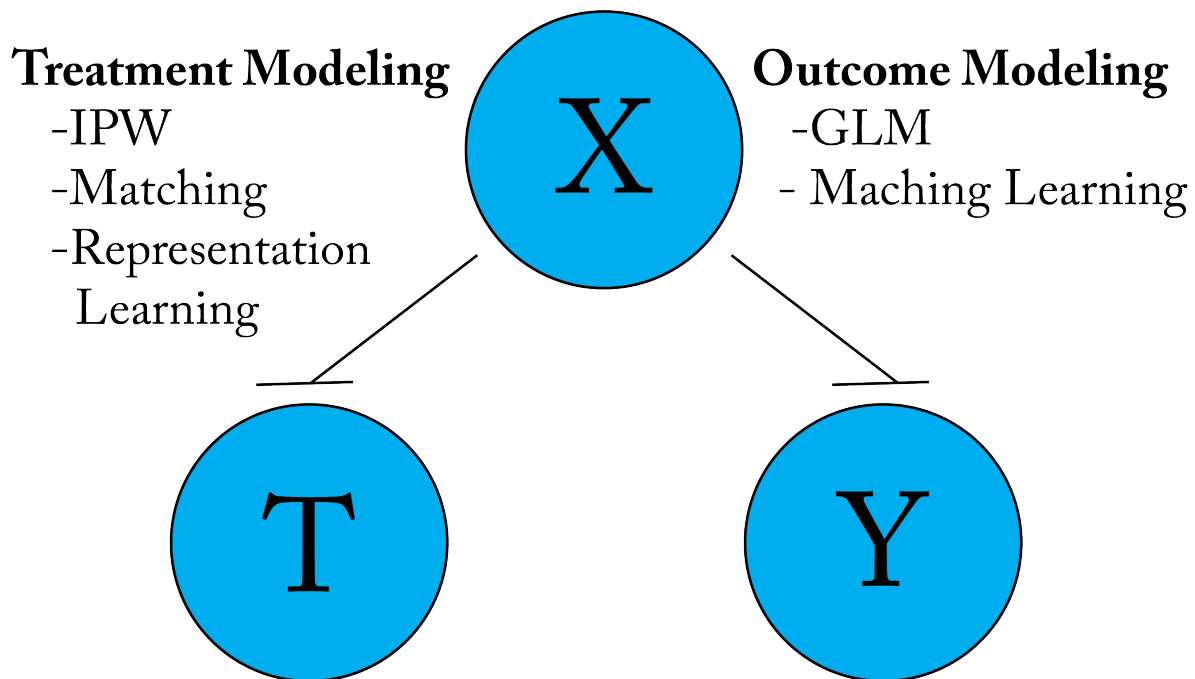 Treatment Modeling
-IPW
-Matching
-Representation
Learning
X
Outcome Modeling
-GLM
- Maching Learning
T
Y